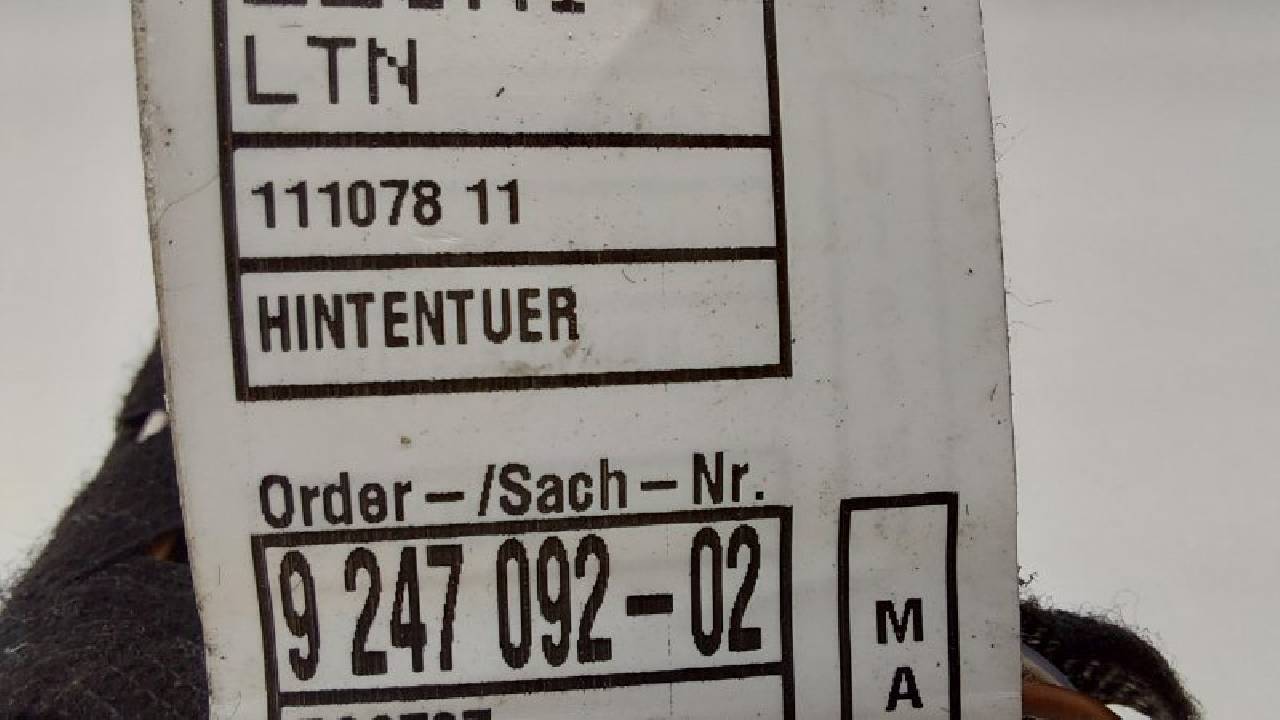 LTN
111078 11
HINTENTUER
Order-/Sach-Nr.
9 247 092-02
M
A